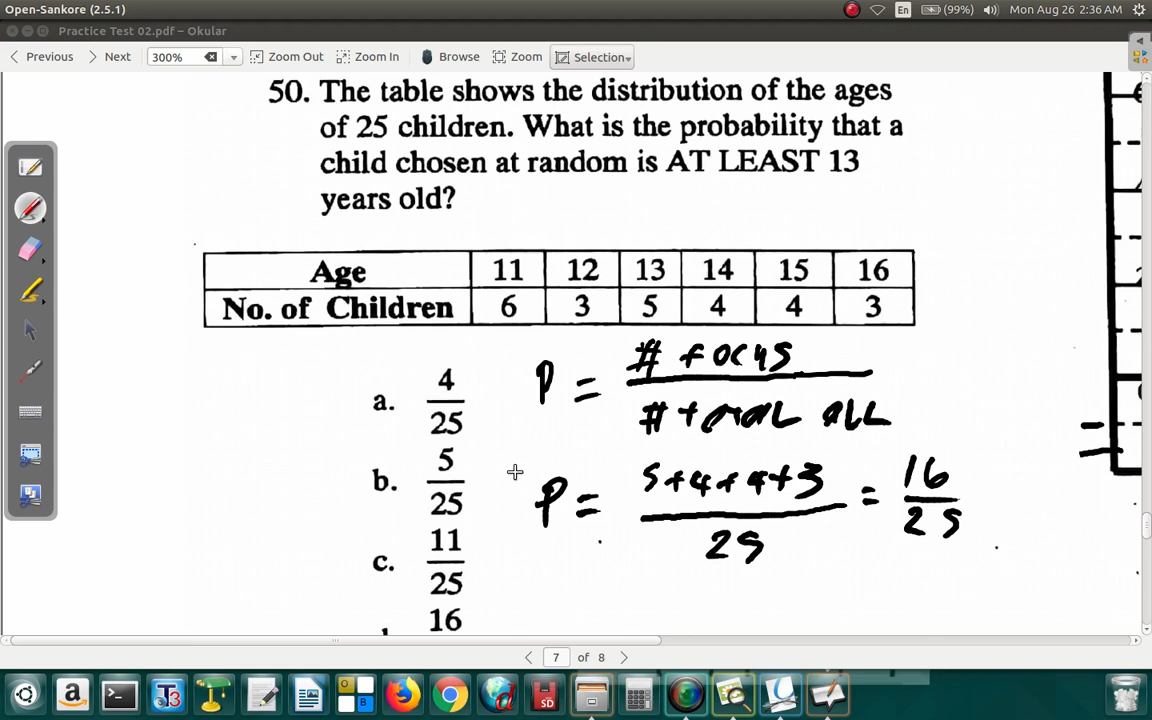 Open-Sankore (2.5.1)
En (99%) Mon Aug 26 2:36 AM
Practice Test 02.pdf - Okular
Previous Next 300% Zoom Out Zoom In Browse Zoom Selection
50. The table shows the distribution of the ages
of 25 children. What is the probability that a
child chosen at random is AT LEAST 13
years old?
Age 11 12 13 14 15 16
No. of Children 6 3 5 4 4 3
a. 4/25
b. 5/25
c. 11/25
16
P = # focus / # total all
P = 5+4+4+3 / 25 = 16/25
7 of 8
SD